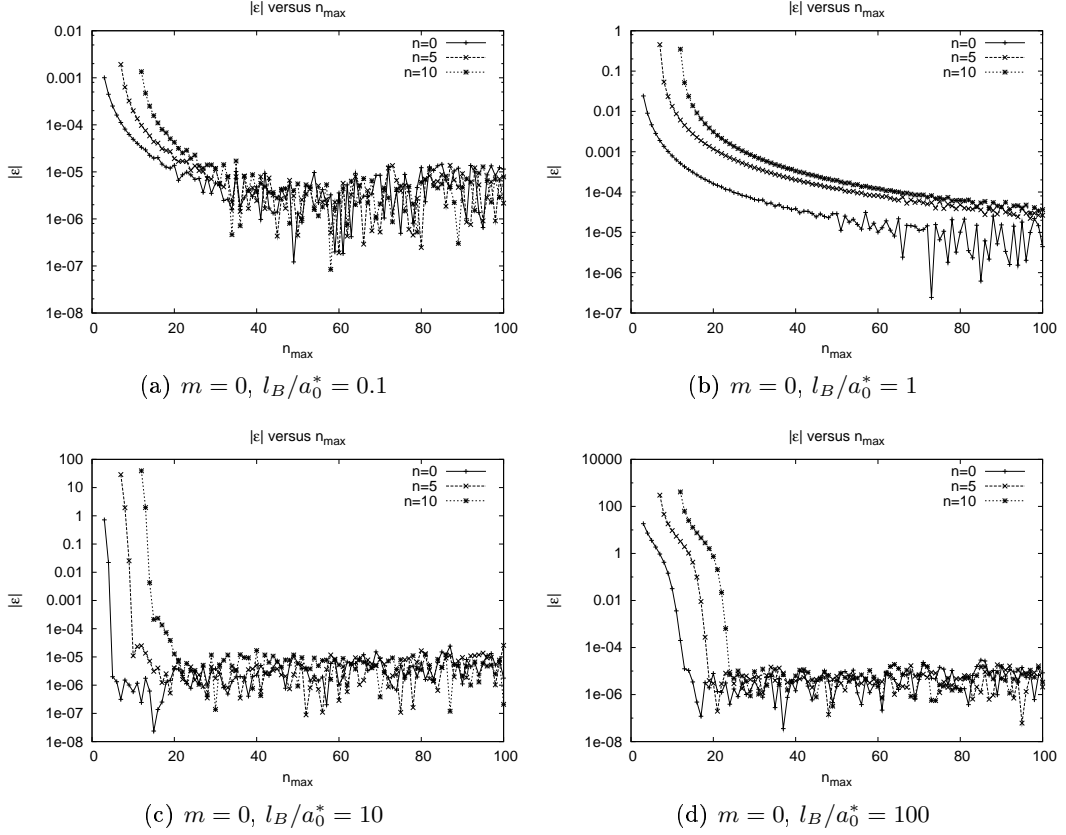 |ε| versus n_max
0.01
0.001
1e-04
1e-05
1e-06
1e-07
1e-08
|ε|
n=0
n=5
n=10
0 20 40 60 80 100
n_max
(a) m = 0, l_B/a_0^* = 0.1
|ε| versus n_max
1
0.1
0.01
0.001
1e-04
1e-05
1e-06
1e-07
|ε|
n=0
n=5
n=10
0 20 40 60 80 100
n_max
(b) m = 0, l_B/a_0^* = 1
|ε| versus n_max
100
10
1
0.1
0.01
0.001
1e-04
1e-05
1e-06
1e-07
1e-08
|ε|
n=0
n=5
n=10
0 20 40 60 80 100
n_max
(c) m = 0, l_B/a_0^* = 10
|ε| versus n_max
10000
100
1
0.01
1e-04
1e-06
1e-08
|ε|
n=0
n=5
n=10
0 20 40 60 80 100
n_max
(d) m = 0, l_B/a_0^* = 100